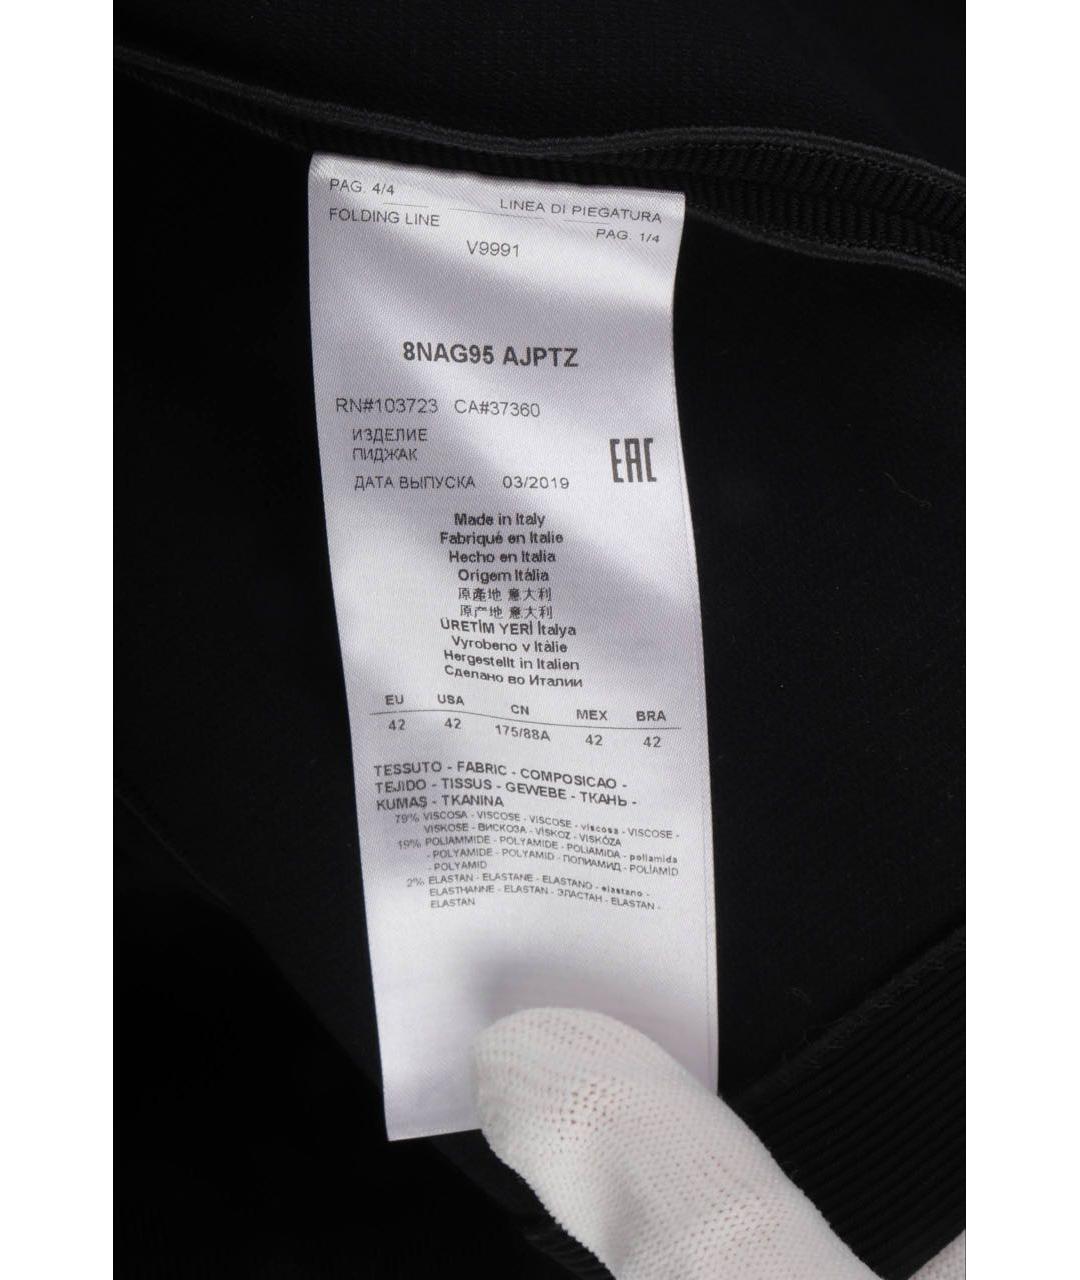 PAG. 4/4
LINEA DI PIEGATURA
FOLDING LINE
PAG. 1/4
V9991
8NAG95 AJPTZ
RN#103723 CA#37360
ИЗДЕЛИЕ
ПИДЖАК
EAC
ДАТА ВЫПУСКА 03/2019
Made in Italy
Fabriqué en Italie
Hecho en Italia
Origem Itália
原產地 意大利
原产地 意大利
ÜRETİM YERİ İtalya
Vyrobeno v Itálie
Hergestellt in Italien
Сделано во Италии
EU USA CN MEX BRA
42 42 175/88A 42 42
TESSUTO - FABRIC - COMPOSICAO -
TEJIDO - TISSUS - GEWEBE - ТКАНЬ -
KUMAŞ - TKANINA
79% VISCOSA - VISCOSE - VISCOSE - viscosa - VISCOSE -
VISKOSE - ВИСКОЗА - VİSKOZ - VISKÓZA
19% POLIAMMIDE - POLYAMIDE - POLIAMIDA - poliamida
- POLYAMIDE - POLYAMID - ПОЛИАМИД - POLİAMİD
- POLYAMID
2% ELASTAN - ELASTANE - ELASTANO - elastano -
ELASTHANNE - ELASTAN - ЭЛАСТАН - ELASTAN -
ELASTAN